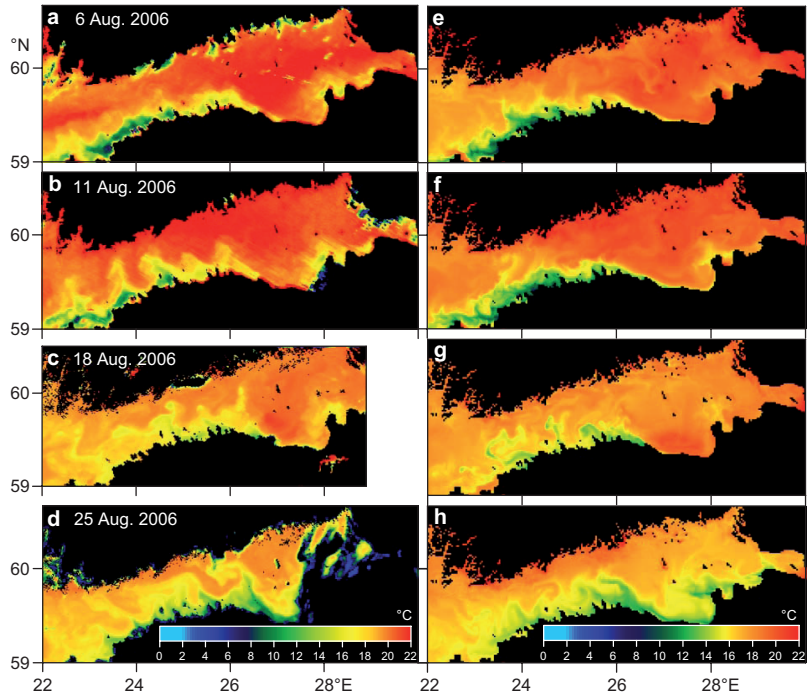 a 6 Aug. 2006
e
°N
60
59
b 11 Aug. 2006
f
60
59
c 18 Aug. 2006
g
60
59
d 25 Aug. 2006
h
60
°C
°C
0 2 4 6 8 10 12 14 16 18 20 22
0 2 4 6 8 10 12 14 16 18 20 22
59
22 24 26 28°E 22 24 26 28°E